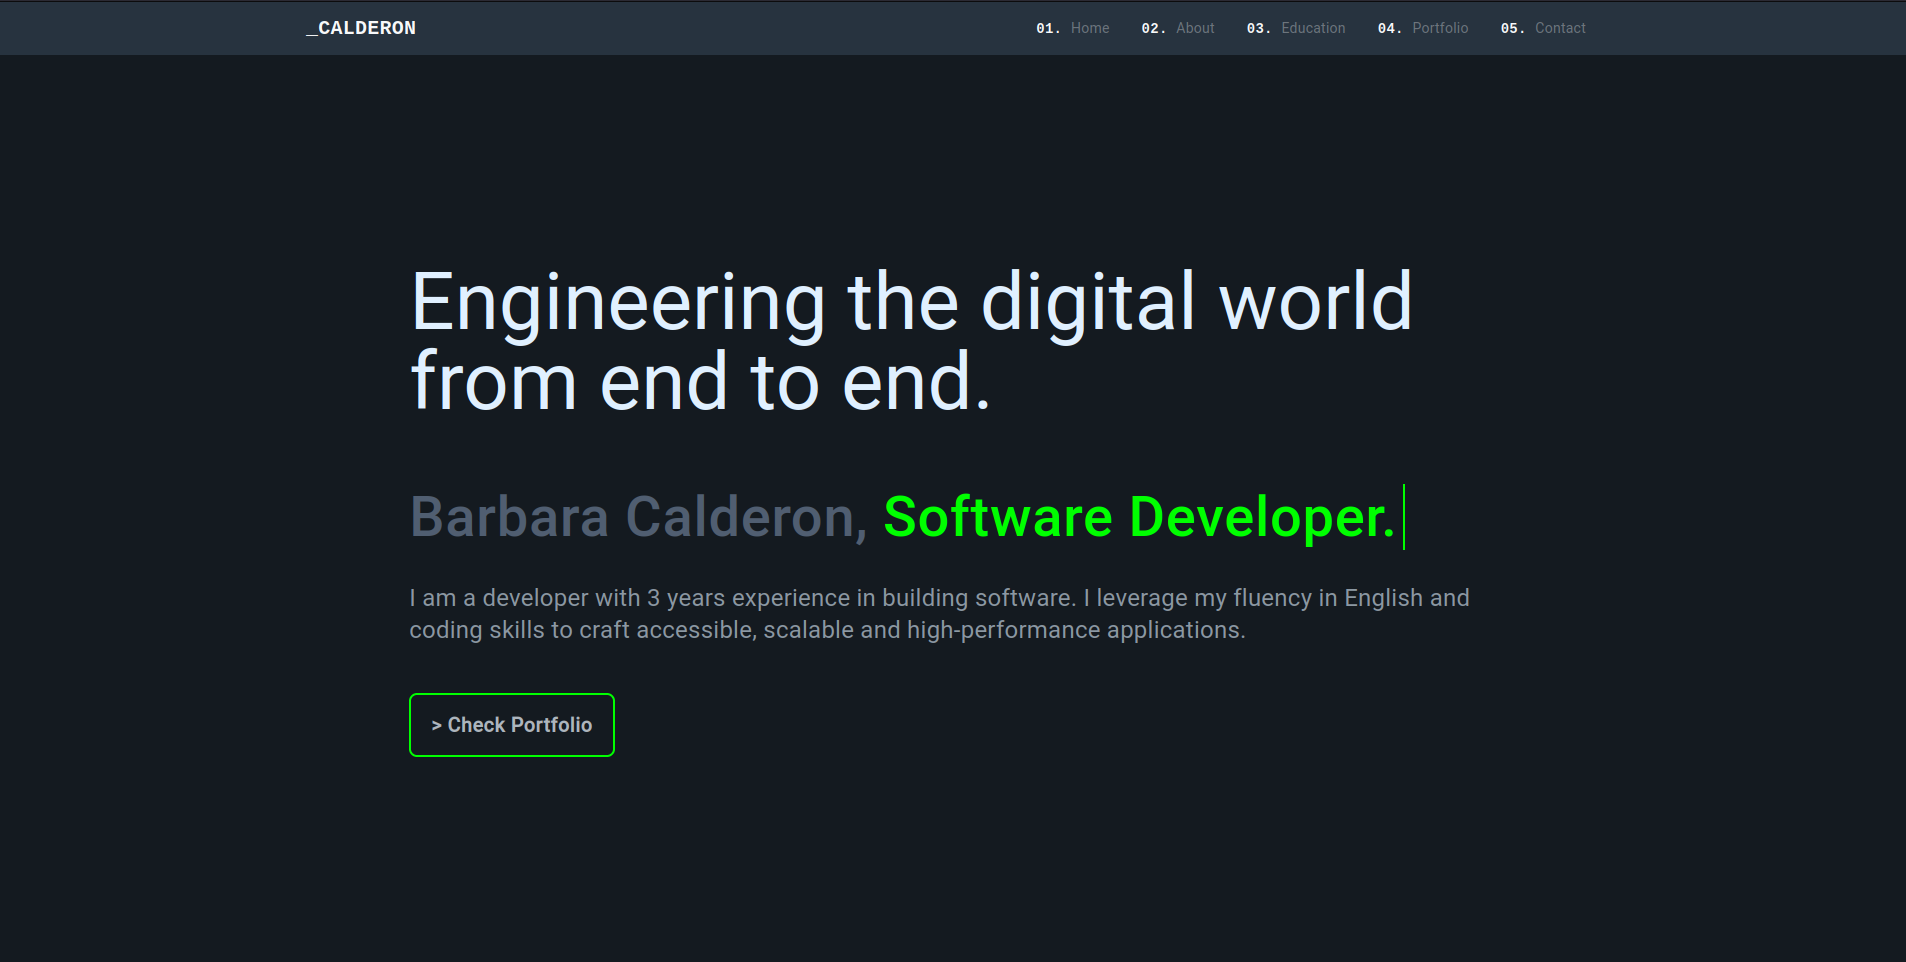 _CALDERON
01. Home 02. About 03. Education 04. Portfolio 05. Contact
Engineering the digital world
from end to end.
Barbara Calderon, Software Developer.
I am a developer with 3 years experience in building software. I leverage my fluency in English and
coding skills to craft accessible, scalable and high-performance applications.
> Check Portfolio